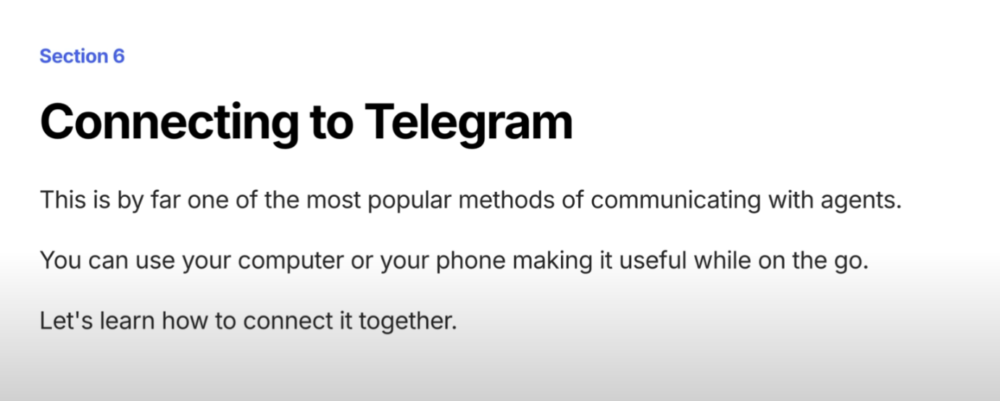 Section 6
Connecting to Telegram
This is by far one of the most popular methods of communicating with agents.
You can use your computer or your phone making it useful while on the go.
Let's learn how to connect it together.